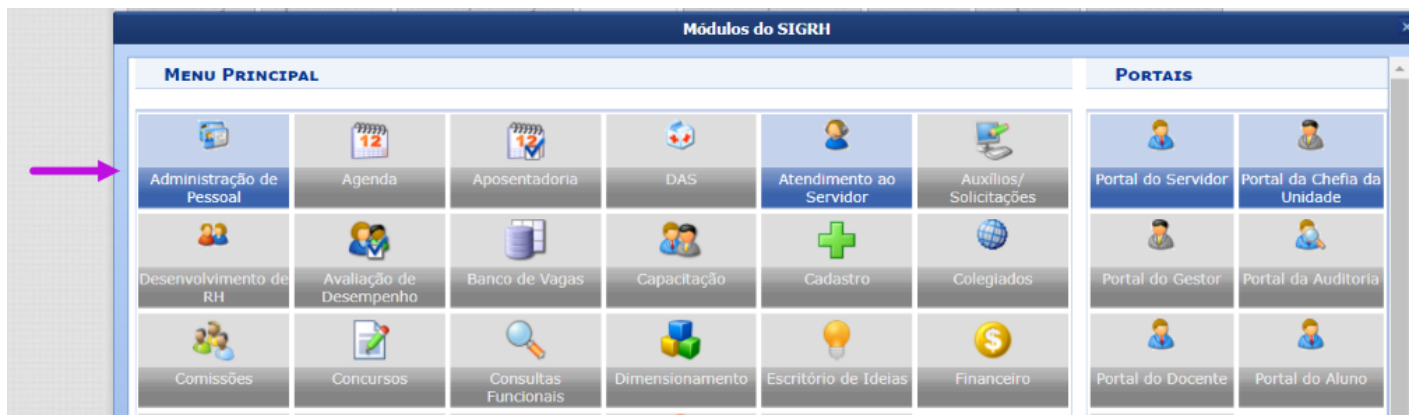 Módulos do SIGRH
MENU PRINCIPAL
PORTAIS
12
12
Administração de
Pessoal
Agenda
Aposentadoria
DAS
Atendimento ao
Servidor
Auxílios/
Solicitações
Portal do Servidor
Portal da Chefia da
Unidade
Desenvolvimento de
RH
Avaliação de
Desempenho
Banco de Vagas
Capacitação
Cadastro
Colegiados
Portal do Gestor
Portal da Auditoria
Comissões
Concursos
Consultas
Funcionais
Dimensionamento
Escritório de Ideias
Financeiro
Portal do Docente
Portal do Aluno